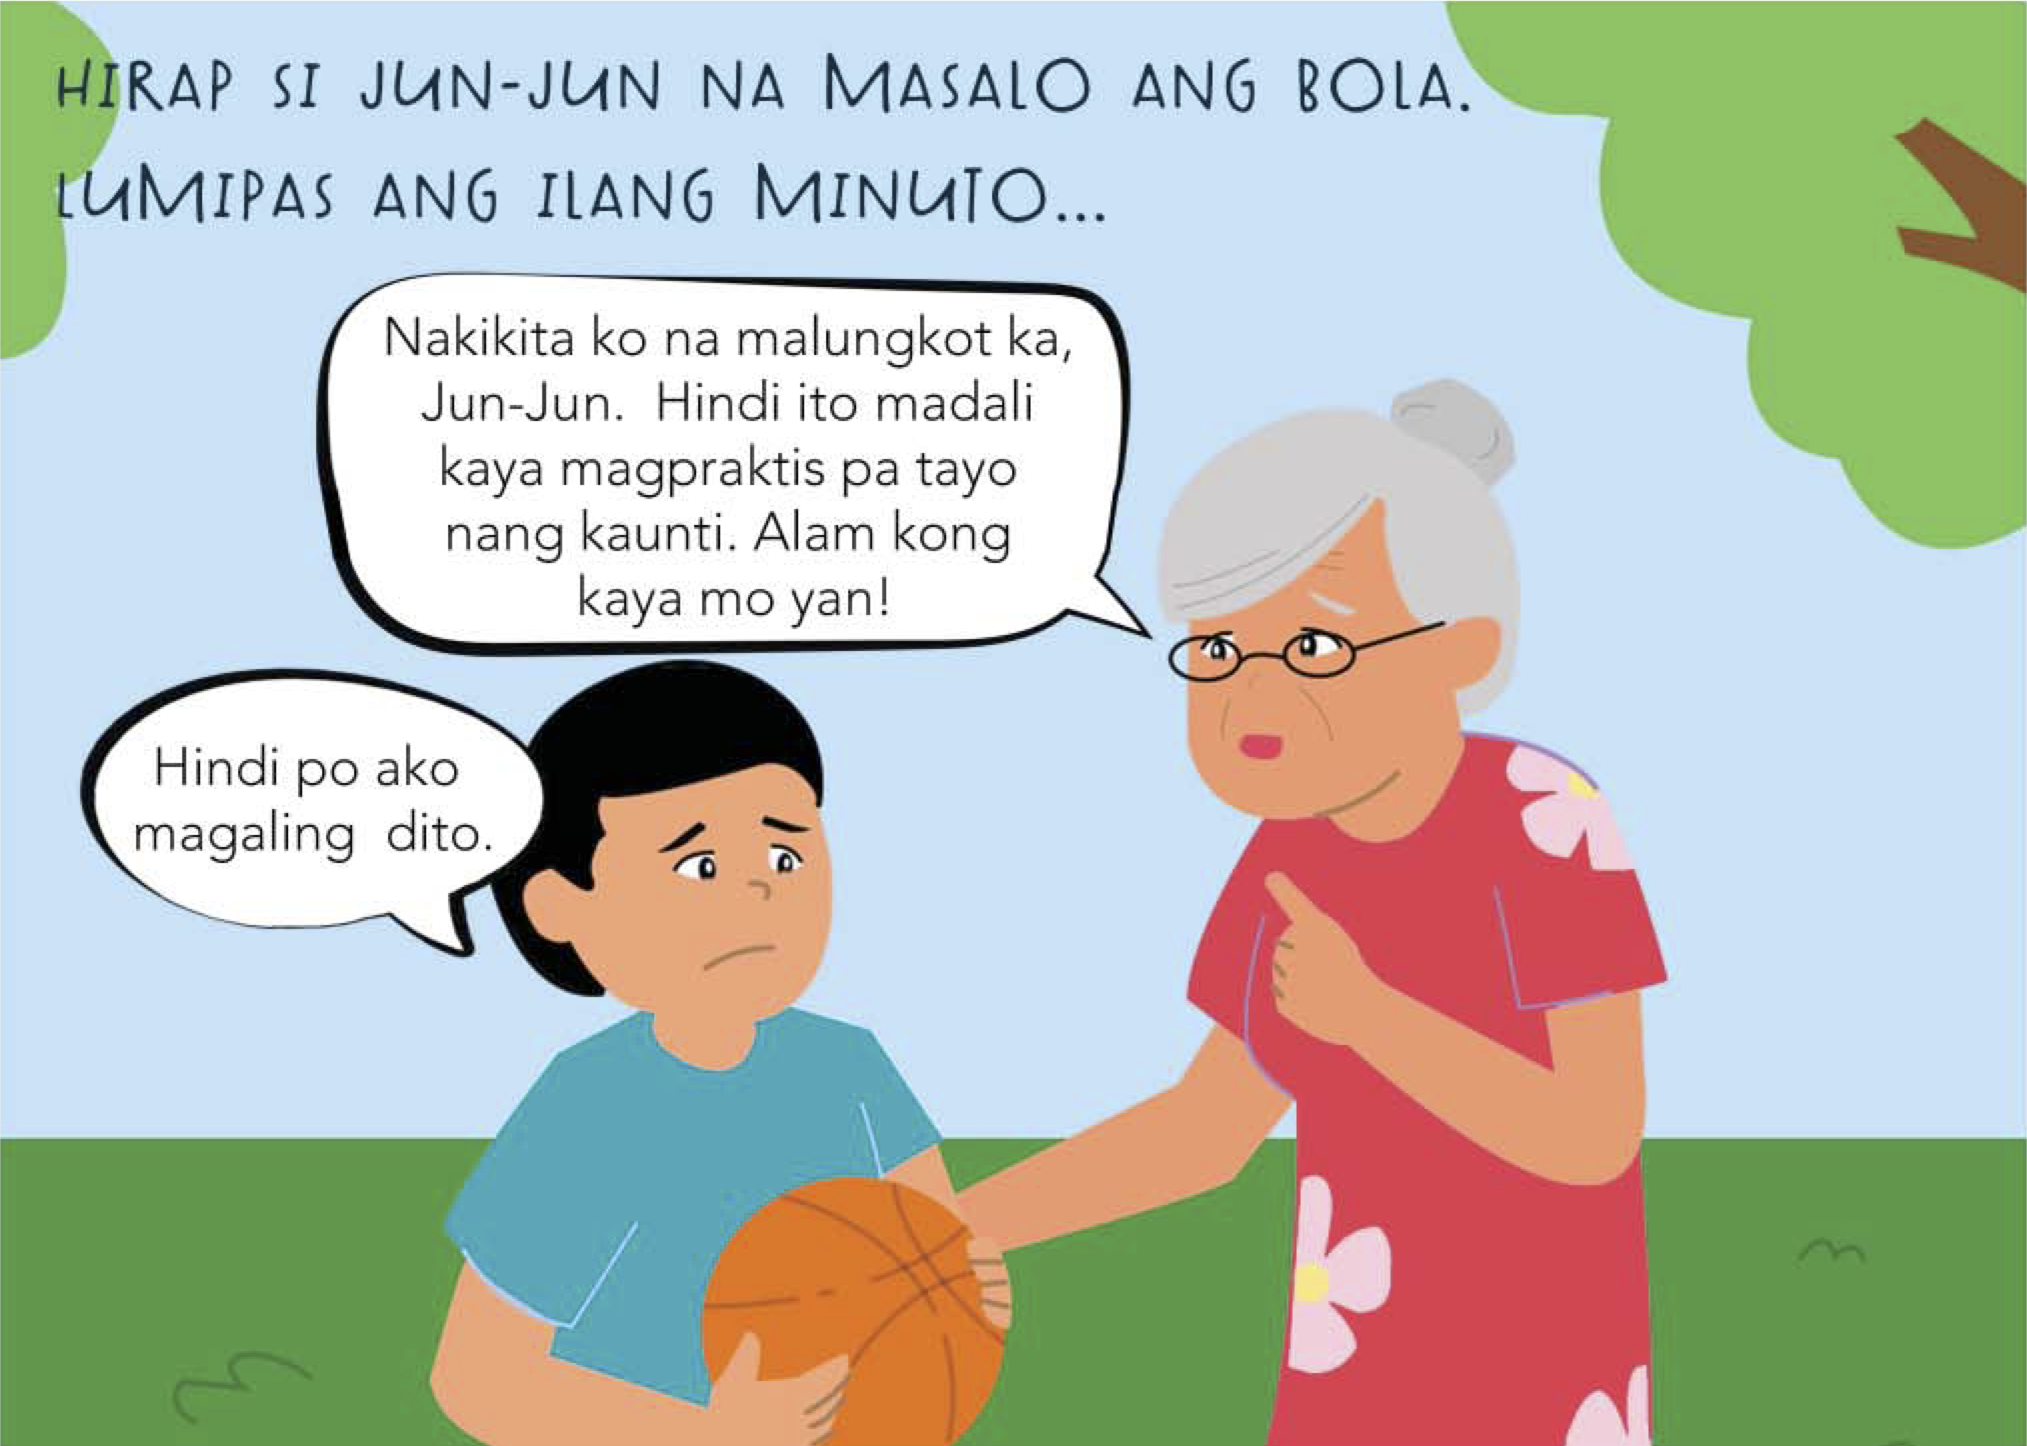 HIRAP SI JUN-JUN NA MASALO ANG BOLA.
LUMIPAS ANG ILANG MINUTO...
Nakikita ko na malungkot ka,
Jun-Jun. Hindi ito madali
kaya magpraktis pa tayo
nang kaunti. Alam kong
kaya mo yan!
Hindi po ako
magaling dito.